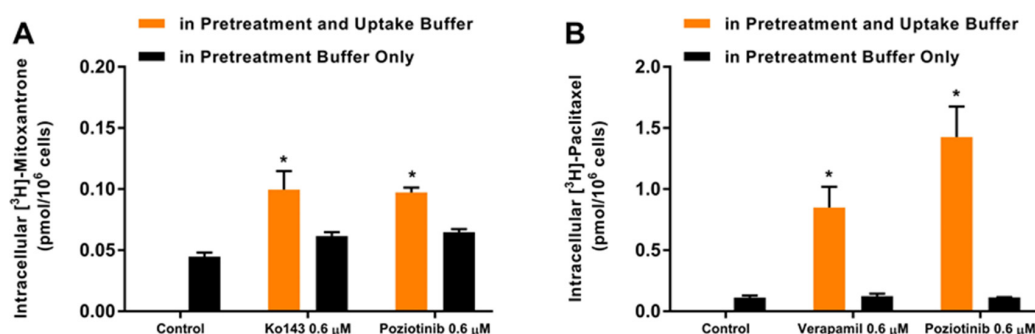 A
in Pretreatment and Uptake Buffer
in Pretreatment Buffer Only
Intracellular [³H]-Mitoxantrone
(pmol/10⁶ cells)
0.20
0.15
0.10
0.05
0.00
*
*
Control
Ko143 0.6 μM
Poziotinib 0.6 μM
B
in Pretreatment and Uptake Buffer
in Pretreatment Buffer Only
Intracellular [³H]-Paclitaxel
(pmol/10⁶ cells)
2.0
1.5
1.0
0.5
0.0
*
*
Control
Verapamil 0.6 μM
Poziotinib 0.6 μM